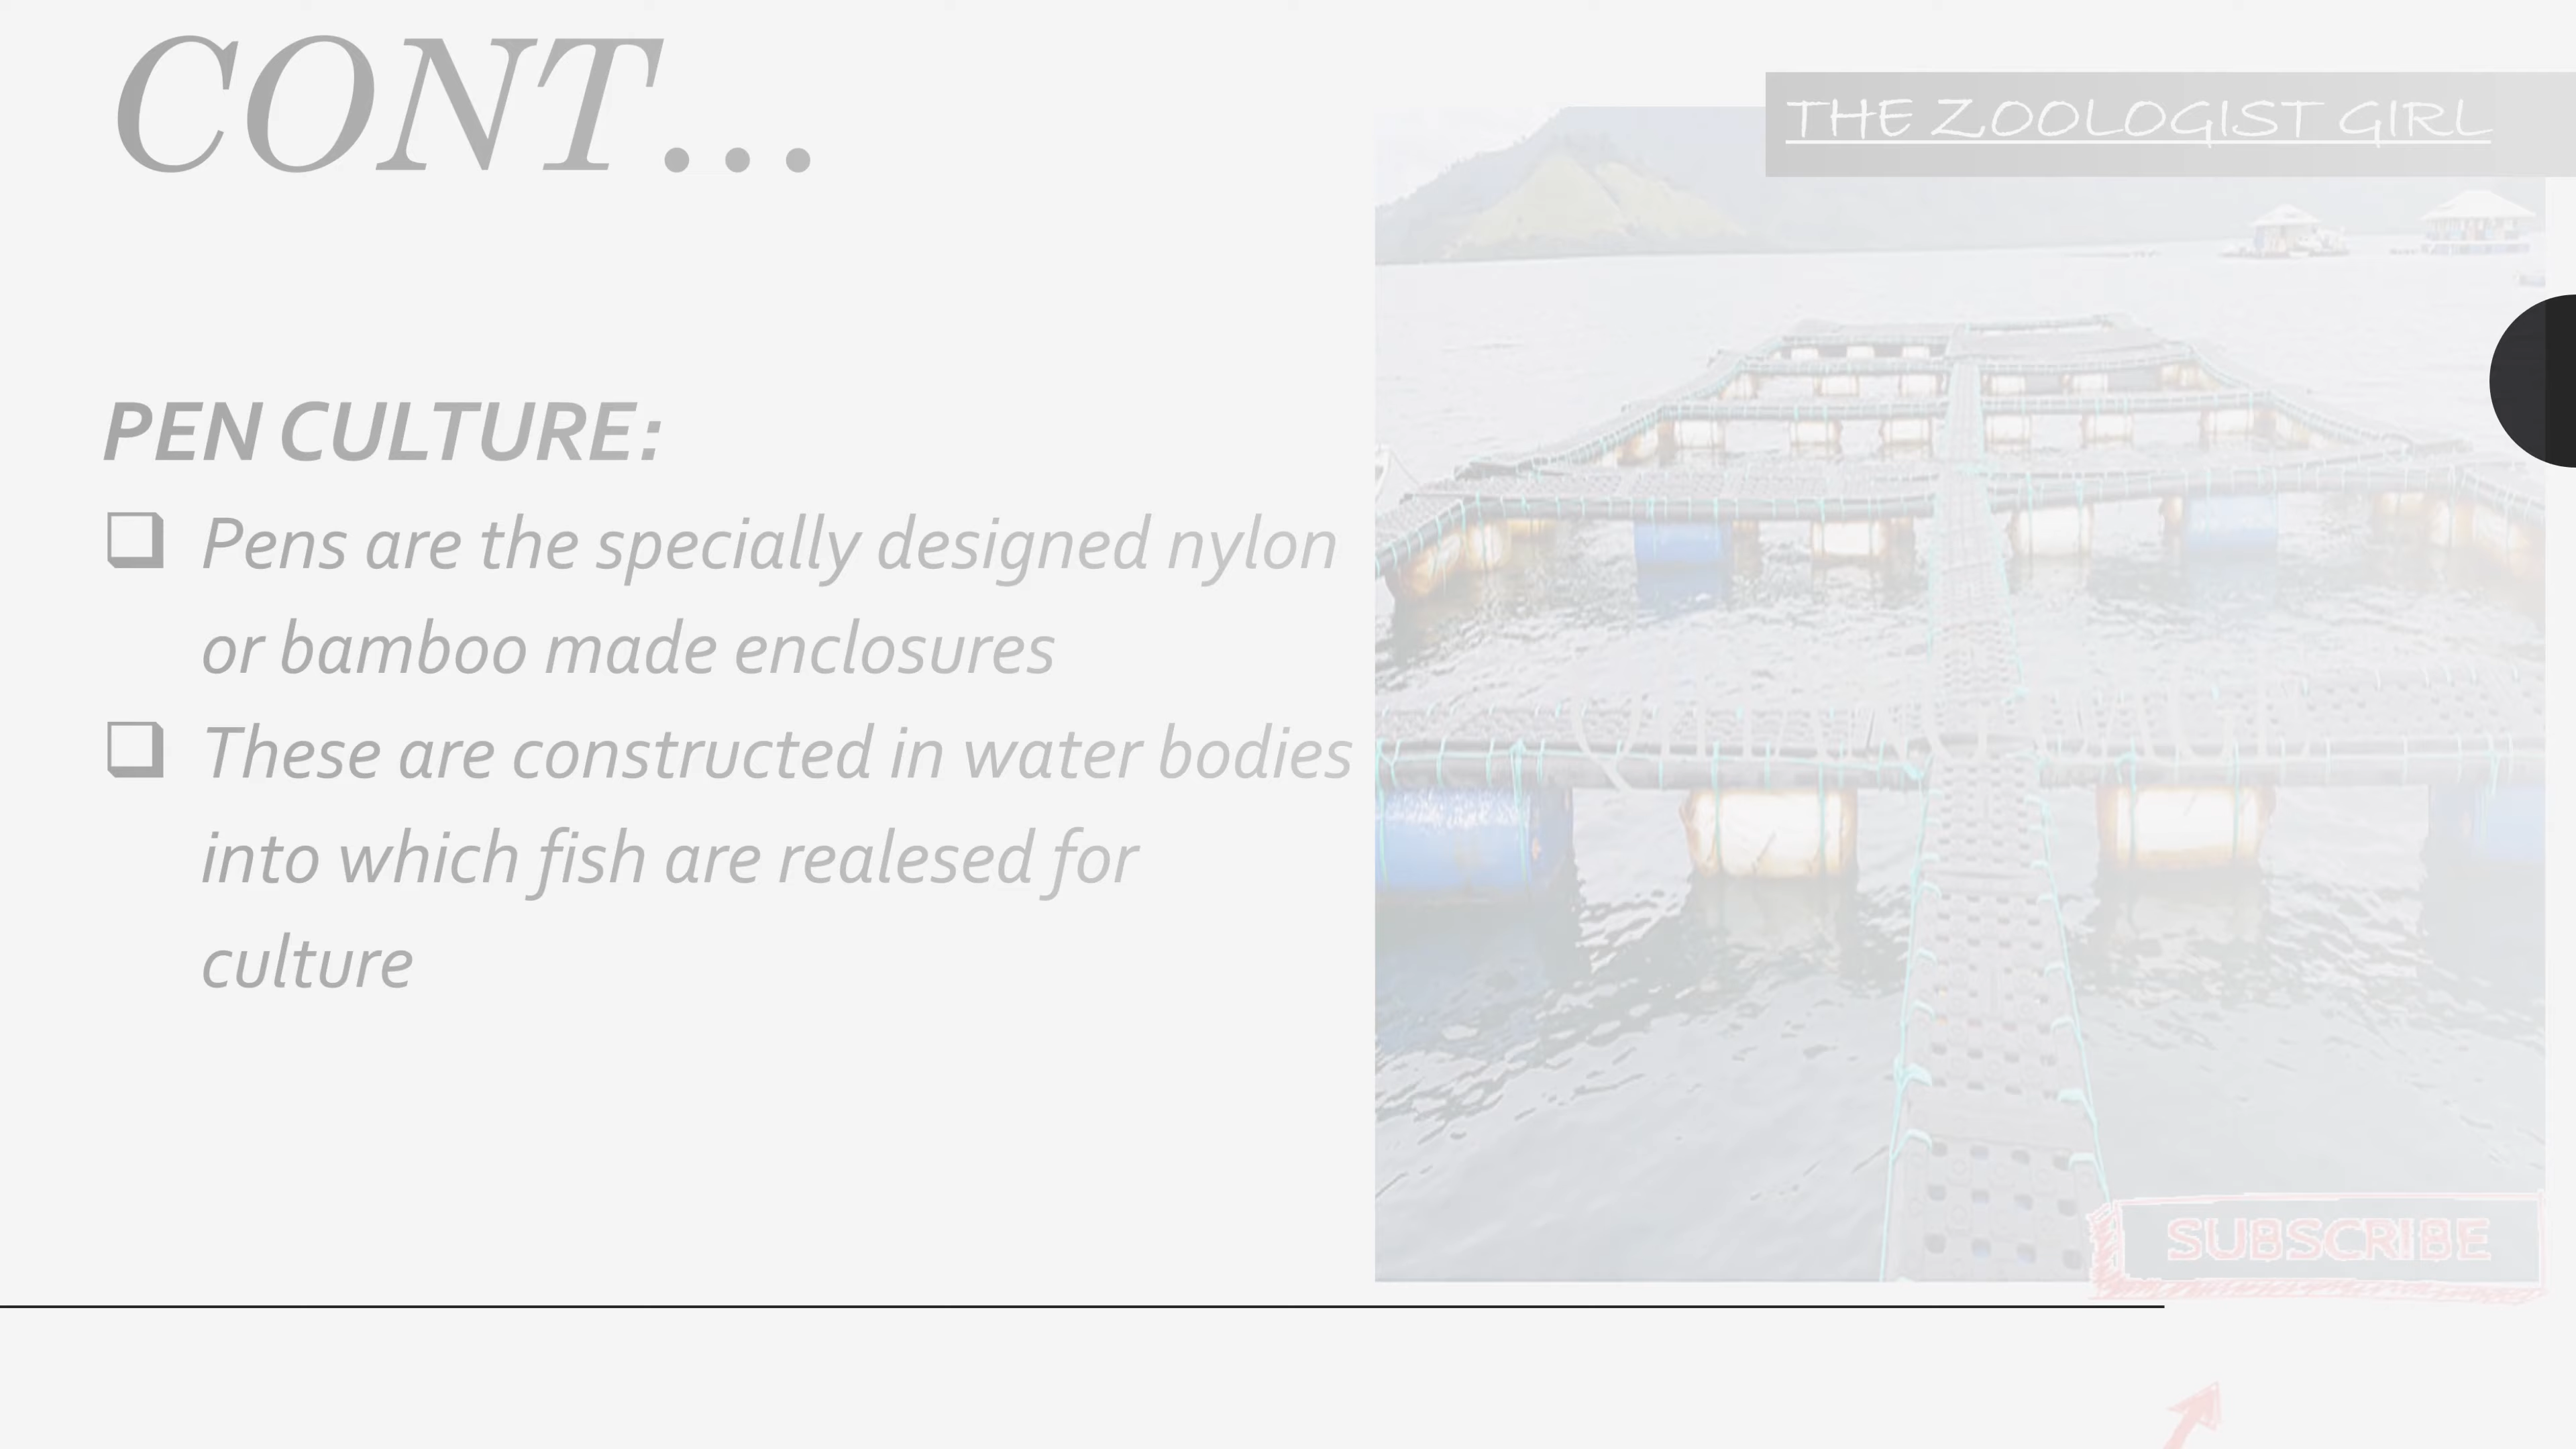 CONT...
THE ZOOLOGIST GIRL
PEN CULTURE:
❑ Pens are the specially designed nylon
or bamboo made enclosures
❑ These are constructed in water bodies
into which fish are realesed for
culture
SUBSCRIBE